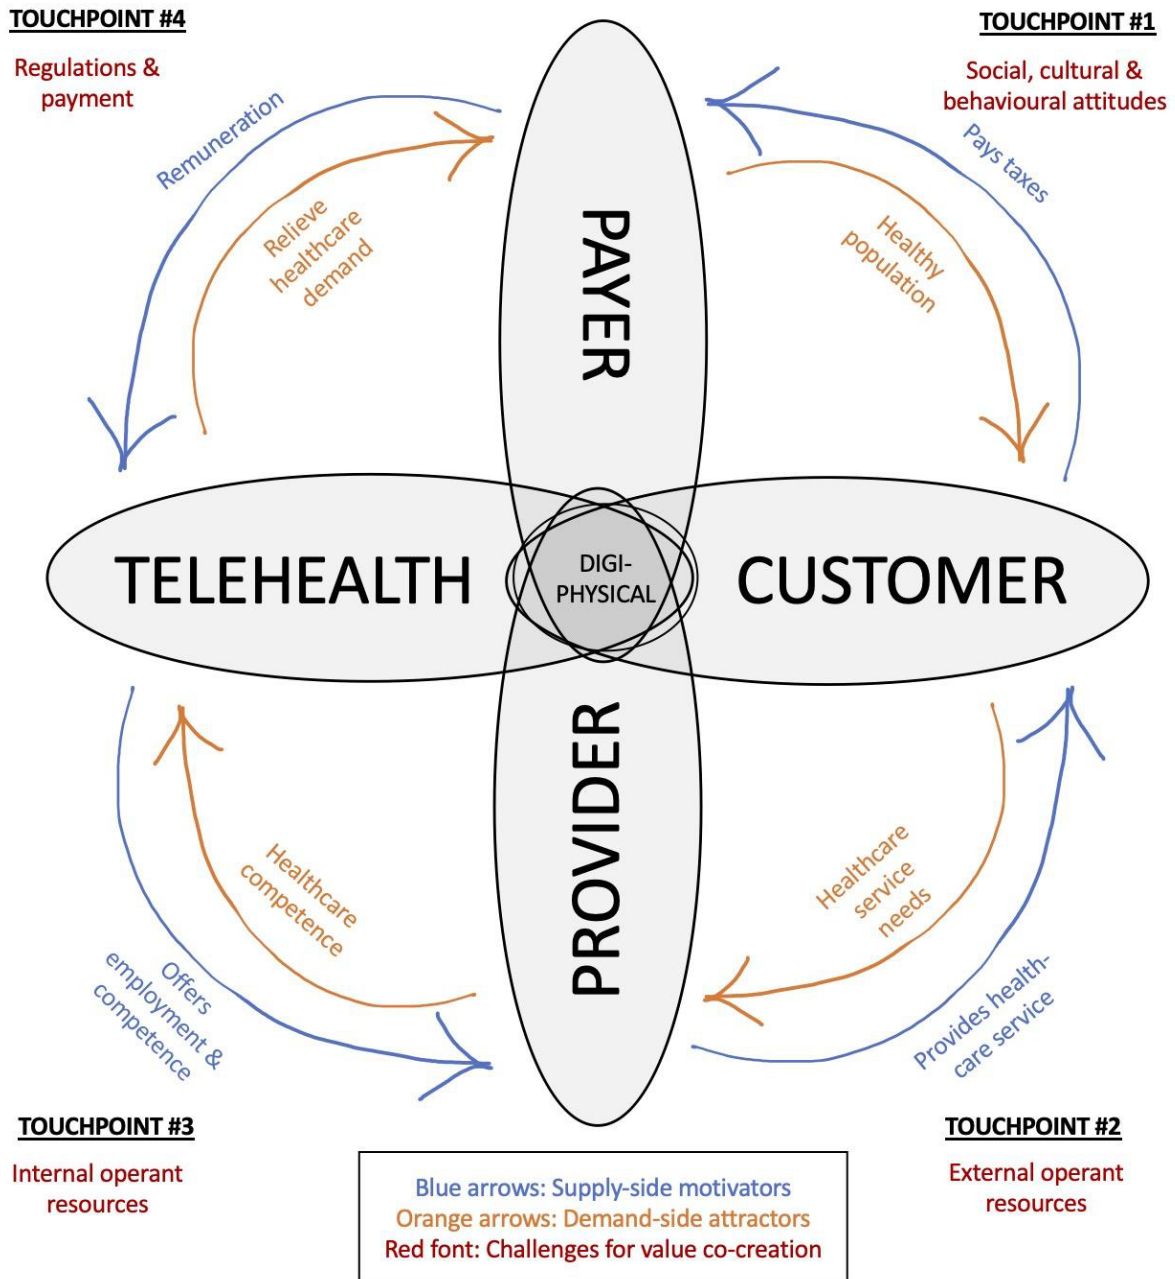 TOUCHPOINT #4
Regulations &
payment
TOUCHPOINT #1
Social, cultural &
behavioural attitudes
Remuneration
Relieve
healthcare
demand
Pays taxes
Healthy
population
PAYER
TELEHEALTH
DIGI-
PHYSICAL
CUSTOMER
PROVIDER
Healthcare
competence
Offers
employment &
competence
Healthcare
service
needs
Provides health-
care service
TOUCHPOINT #3
Internal operant
resources
TOUCHPOINT #2
External operant
resources
Blue arrows: Supply-side motivators
Orange arrows: Demand-side attractors
Red font: Challenges for value co-creation